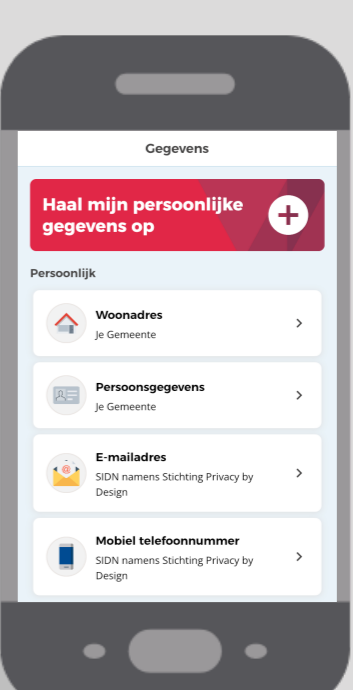 Gegevens
Haal mijn persoonlijke
gegevens op
Persoonlijk
Woonadres
Je Gemeente
Persoonsgegevens
Je Gemeente
E-mailadres
SIDN namens Stichting Privacy by
Design
Mobiel telefoonnummer
SIDN namens Stichting Privacy by
Design